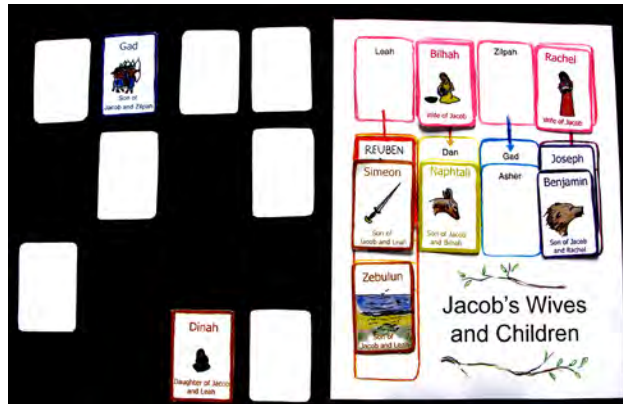 Gad
Son of
Jacob and Zilpah
Dinah
Daughter of Jacob
and Leah
Leah
Bilhah
Wife of Jacob
Zilpah
Rachel
Wife of Jacob
REUBEN
Dan
Gad
Joseph
Simeon
Son of
Jacob and Leah
Naphtali
Son of Jacob
and Bilhah
Asher
Benjamin
Son of Jacob
and Rachel
Zebulun
Son of
Jacob and Leah
Jacob's Wives
and Children